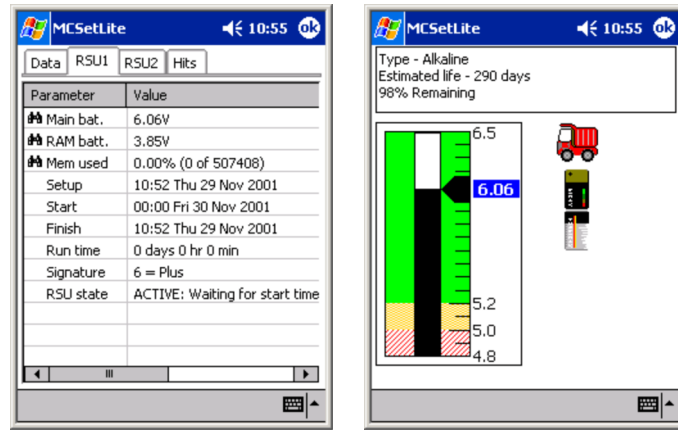 MCSetLite 10:55 ok
Data RSU1 RSU2 Hits
Parameter Value
Main bat. 6.06V
RAM batt. 3.85V
Mem used 0.00% (0 of 507408)
Setup 10:52 Thu 29 Nov 2001
Start 00:00 Fri 30 Nov 2001
Finish 10:52 Thu 29 Nov 2001
Run time 0 days 0 hr 0 min
Signature 6 = Plus
RSU state ACTIVE: Waiting for start time
MCSetLite 10:55 ok
Type - Alkaline
Estimated life - 290 days
98% Remaining
6.5
6.06
5.2
5.0
4.8